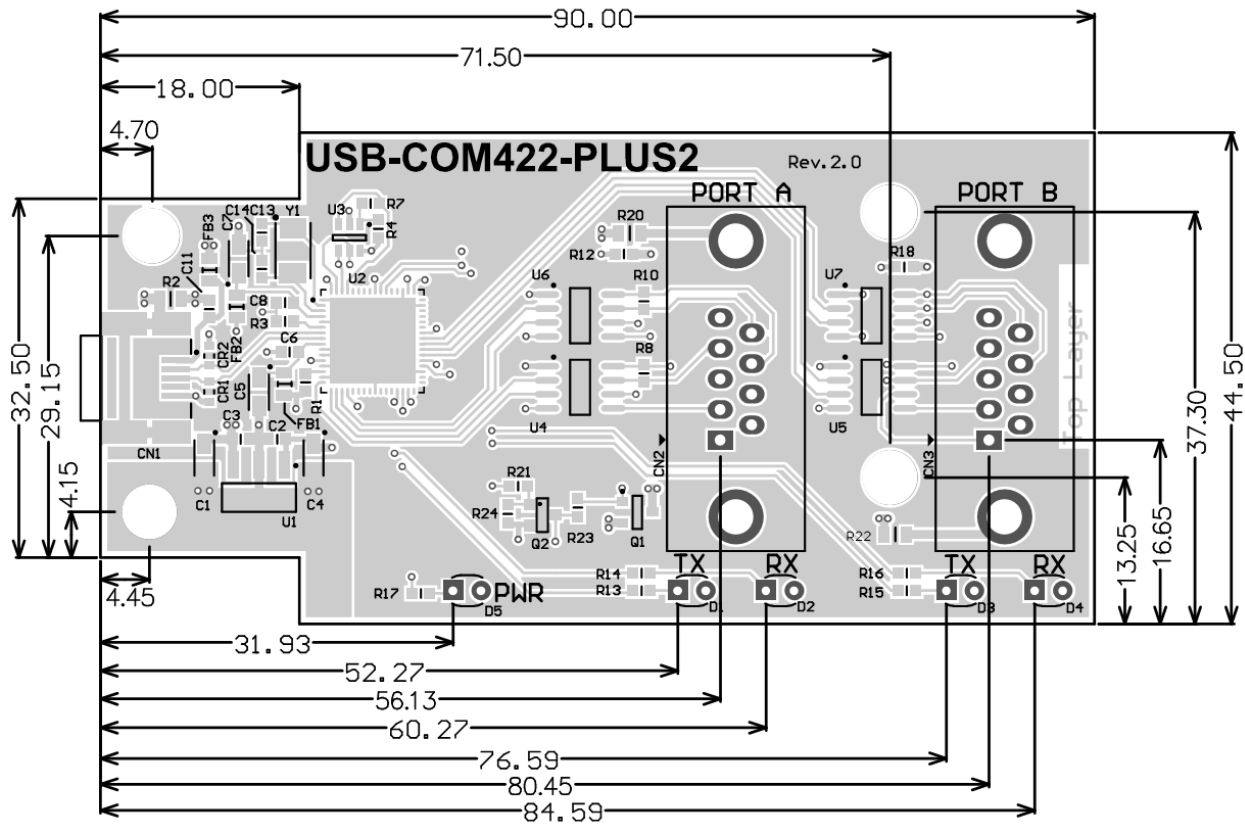 90.00
71.50
18.00
4.70
USB-COM422-PLUS2
Rev.2.0
PORT A
PORT B
C14 C13 Y1
FB3
C7
U3
R7
R4
R20
R12
R18
C11
R2
U2
U6
R10
U7
C8
R3
FB2
CR2
C6
CR1
C5
R1
FB1
R8
U4
U5
Top Layer
C3
C2
CN1
CN2
CN3
C1
U1
C4
R21
R24
Q2
R23
Q1
R22
TX
RX
TX
RX
R14
R13
R16
R15
R17
PWR
D5
D1
D2
D3
D4
32.50
29.15
4.15
4.45
44.50
37.30
16.65
13.25
31.93
52.27
56.13
60.27
76.59
80.45
84.59